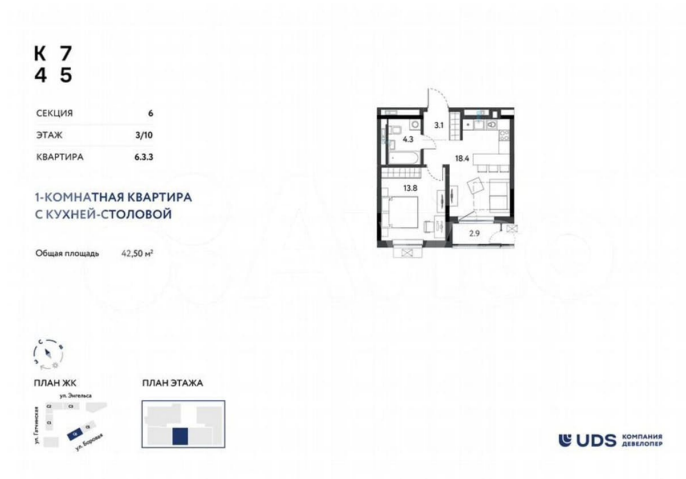 К 7
4 5
СЕКЦИЯ 6
ЭТАЖ 3/10
КВАРТИРА 6.3.3
1-КОМНАТНАЯ КВАРТИРА
С КУХНЕЙ-СТОЛОВОЙ
Общая площадь 42,50 м²
3.1
4.3
18.4
13.8
2.9
С
В
З
ПЛАН ЖК
ПЛАН ЭТАЖА
ул. Энгельса
ул. Гатчинская
ул. Боровая
UDS КОМПАНИЯ
ДЕВЕЛОПЕР
Avito